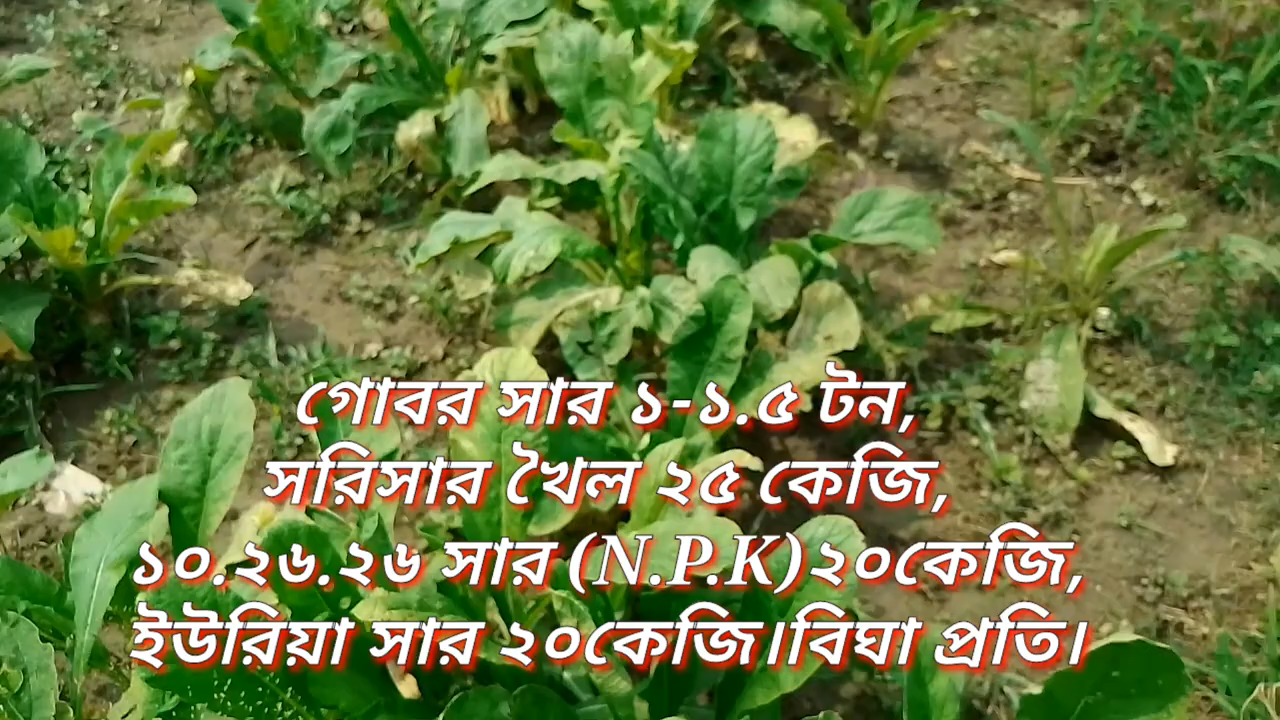 গোবর সার ১-১.৫ টন,
সরিসার খৈল ২৫ কেজি,
১০.২৬.২৬ সার (N.P.K)২০কেজি,
ইউরিয়া সার ২০কেজি।বিঘা প্রতি।